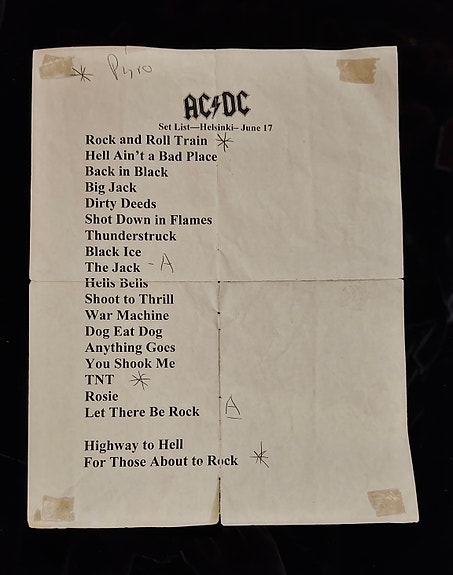 * Pyro
AC⚡DC
Set List—Helsinki– June 17
Rock and Roll Train *
Hell Ain't a Bad Place
Back in Black
Big Jack
Dirty Deeds
Shot Down in Flames
Thunderstruck
Black Ice
The Jack - A
Hells Bells
Shoot to Thrill
War Machine
Dog Eat Dog
Anything Goes
You Shook Me
TNT *
Rosie
Let There Be Rock A
Highway to Hell
For Those About to Rock *